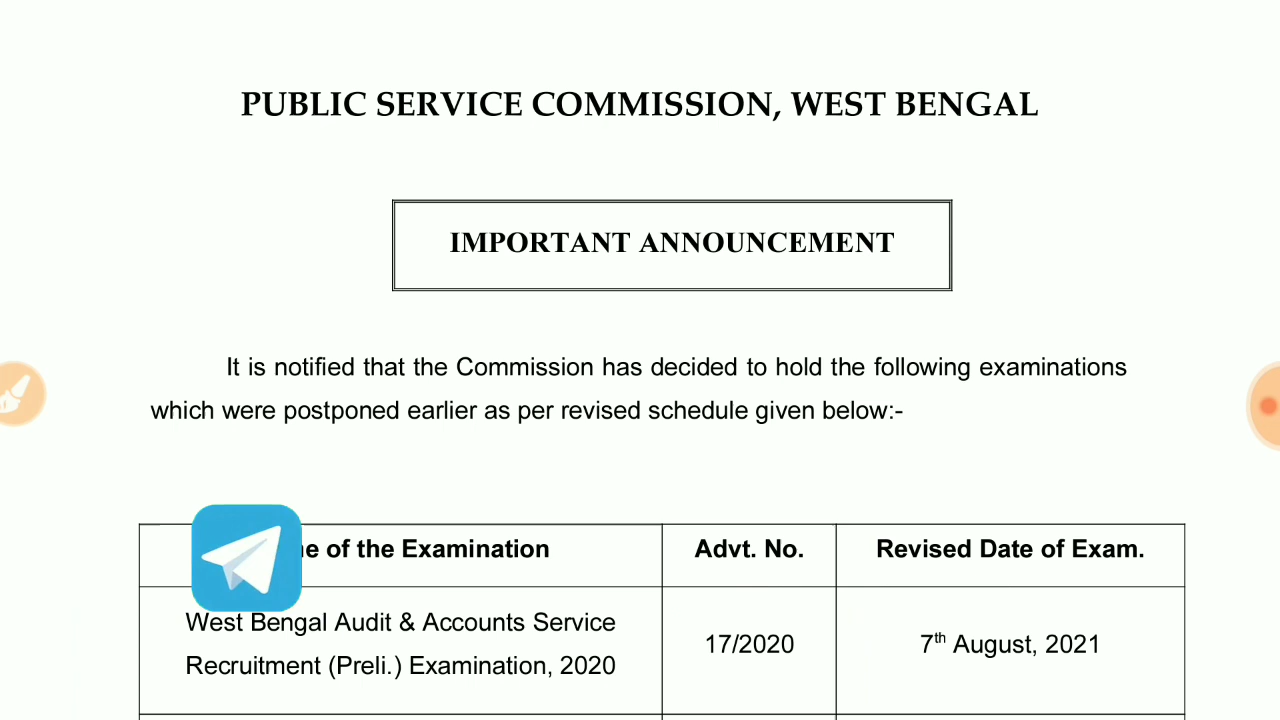 PUBLIC SERVICE COMMISSION, WEST BENGAL
IMPORTANT ANNOUNCEMENT
It is notified that the Commission has decided to hold the following examinations
which were postponed earlier as per revised schedule given below:-
of the Examination
Advt. No.
Revised Date of Exam.
West Bengal Audit & Accounts Service
Recruitment (Preli.) Examination, 2020
17/2020
7th August, 2021